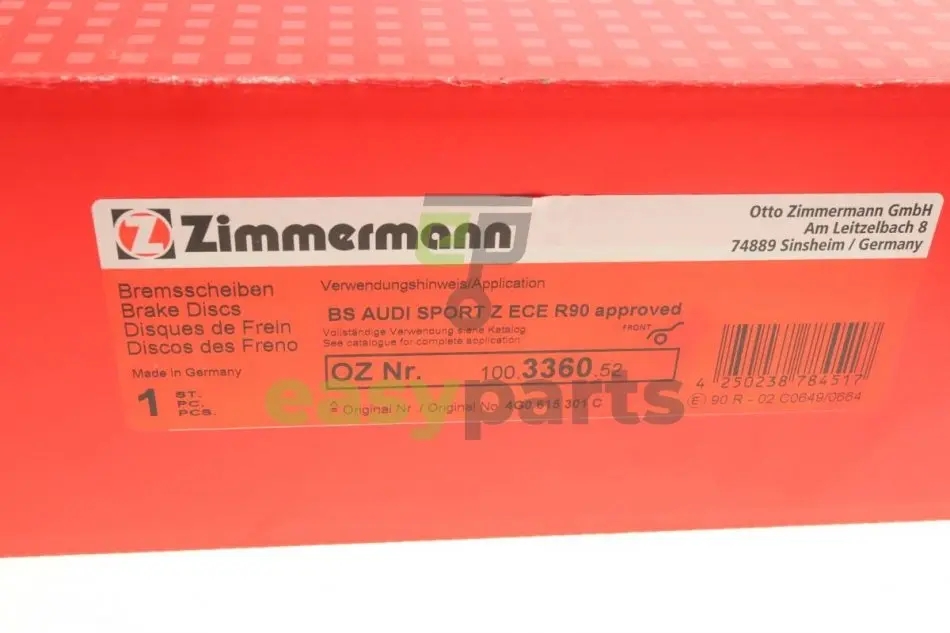 Zimmermann
Otto Zimmermann GmbH
Am Leitzelbach 8
74889 Sinsheim / Germany
Bremsscheiben
Brake Discs
Disques de Frein
Discos des Freno
Made in Germany
1 ST.
PC.
PCS.
Verwendungshinweis/Application
BS AUDI SPORT Z ECE R90 approved
Vollständige Verwendung siehe Katalog
See catalogue for complete application
FRONT
OZ Nr. 100.3360.52
Original Nr. / Original No. 4G0 615 301 C
4 250238 784517
E 90 R - 02 C0649/0664
easyparts